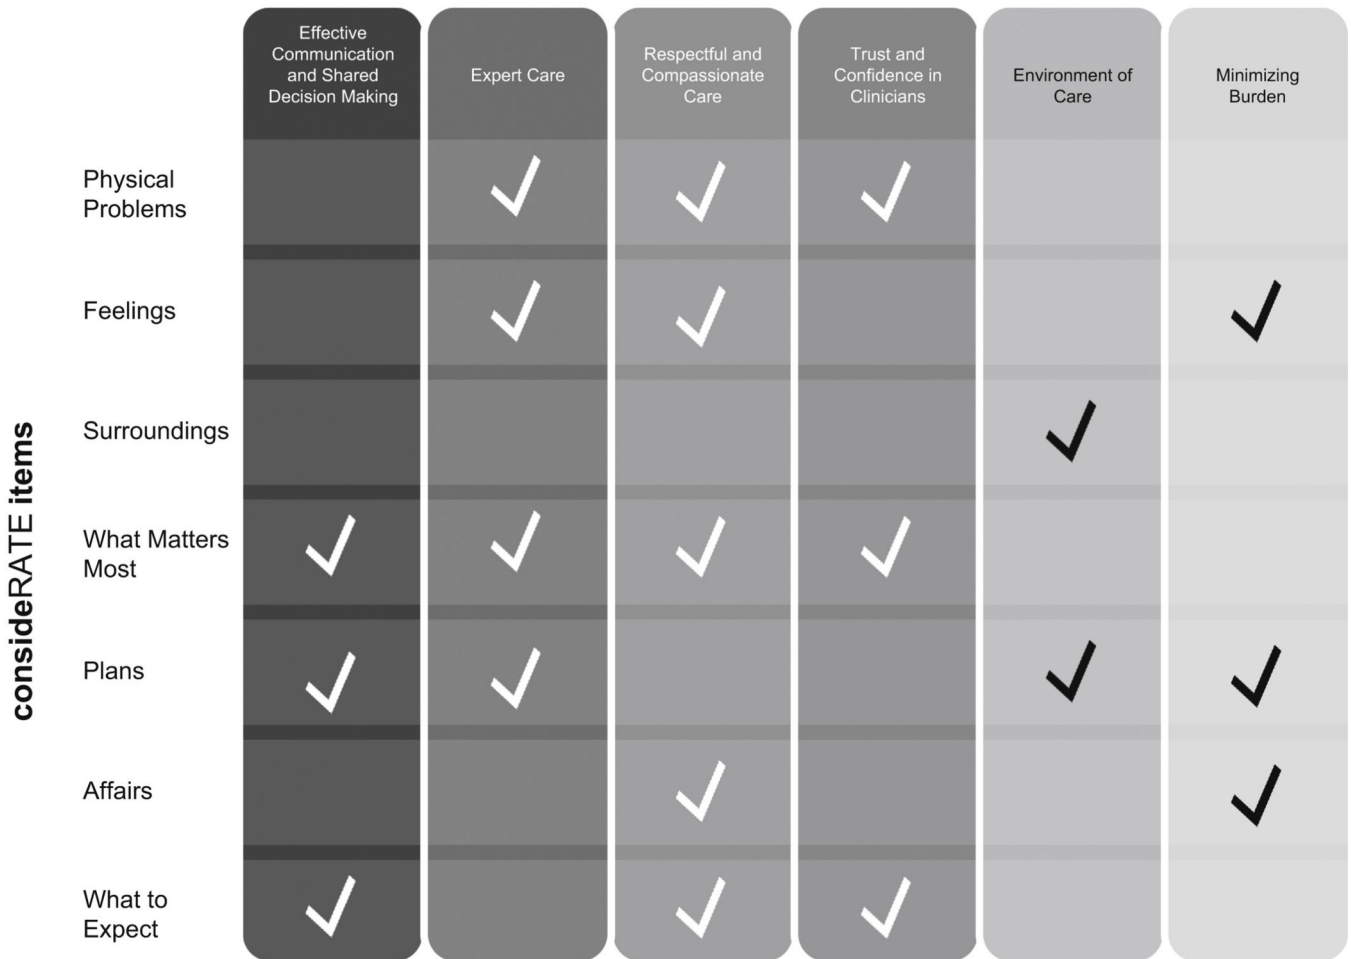 Effective
Communication
and Shared
Decision Making
Expert Care
Respectful and
Compassionate
Care
Trust and
Confidence in
Clinicians
Environment of
Care
Minimizing
Burden
consideRATE items
Physical
Problems
Feelings
Surroundings
What Matters
Most
Plans
Affairs
What to
Expect